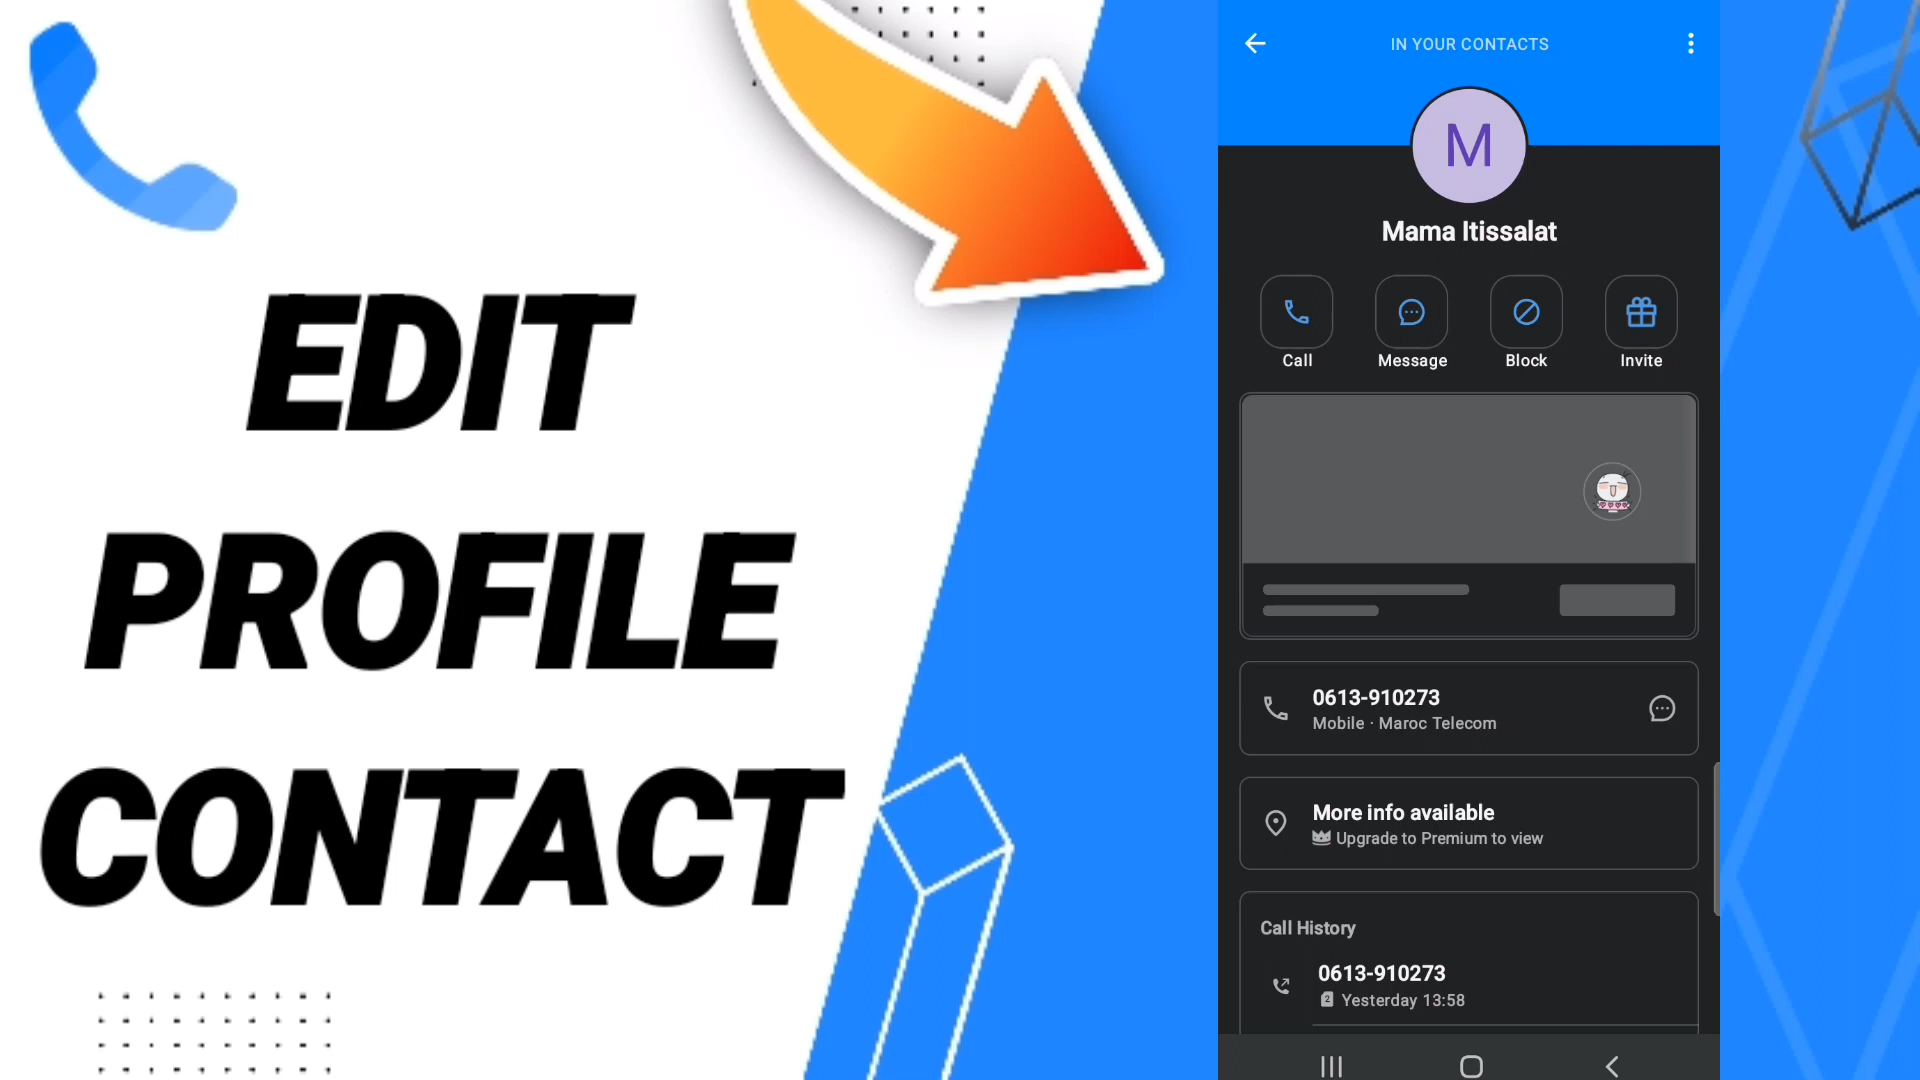 EDIT
PROFILE
CONTACT
IN YOUR CONTACTS
M
Mama Itissalat
Call Message Block Invite
0613-910273
Mobile · Maroc Telecom
More info available
Upgrade to Premium to view
Call History
0613-910273
2 Yesterday 13:58